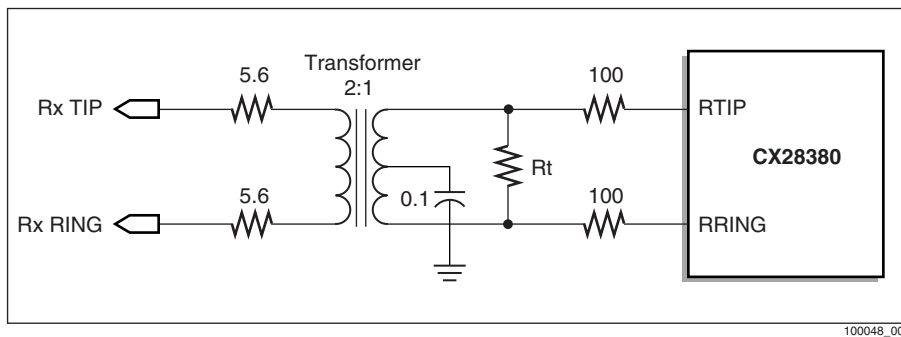 Transformer
2:1
5.6
100
Rx TIP
RTIP
CX28380
Rt
0.1
5.6
100
Rx RING
RRING
100048_00